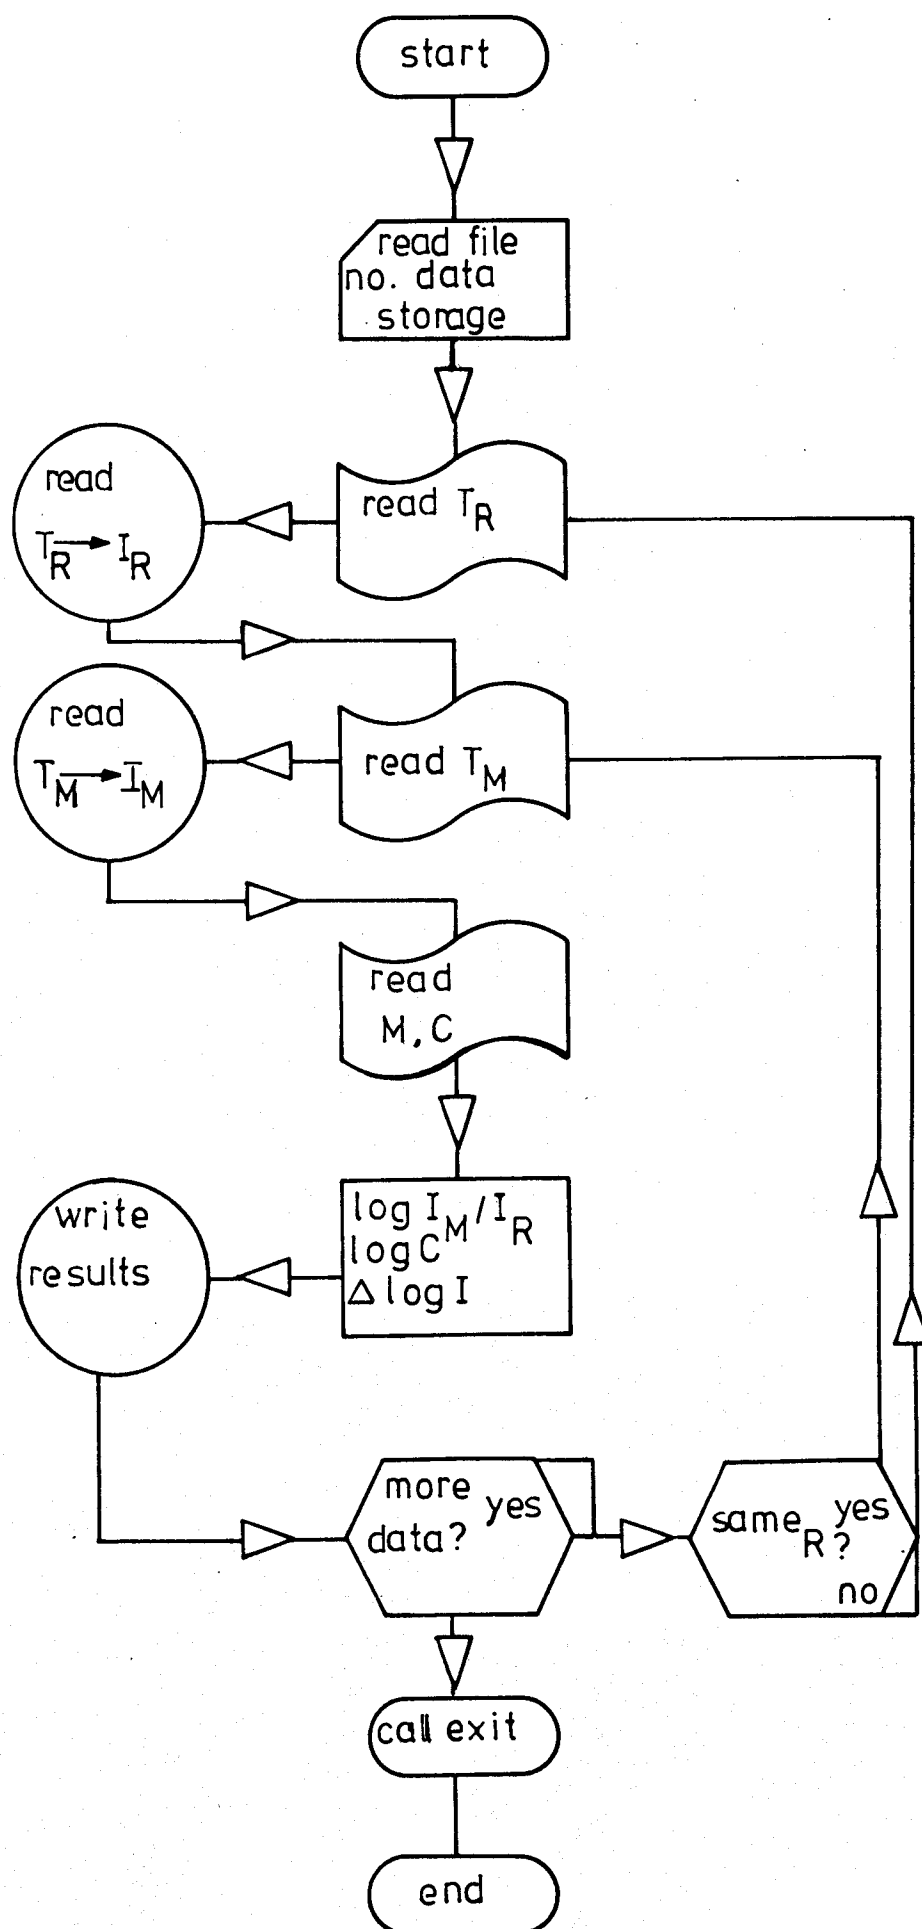 start
read file
no. data
storage
read T_R
read
T_R → I_R
read T_M
read
T_M → I_M
read
M, C
log I_M/I_R
log C
Δ log I
write
results
more
data?
yes
same_R
?
yes
no
call exit
end